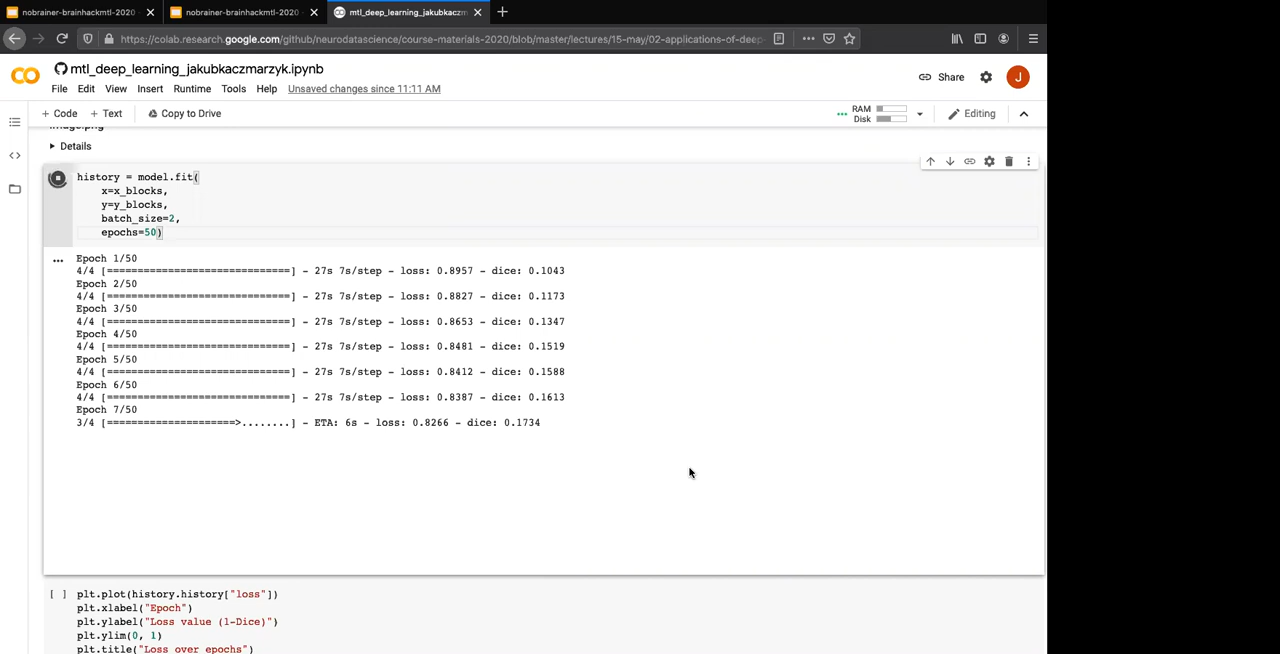 nobrainer-brainhackmtl-2020
nobrainer-brainhackmtl-2020
mtl_deep_learning_jakubkaczm
https://colab.research.google.com/github/neurodatascience/course-materials-2020/blob/master/lectures/15-may/02-applications-of-deep-
mtl_deep_learning_jakubkaczmarzyk.ipynb
Share
J
File Edit View Insert Runtime Tools Help Unsaved changes since 11:11 AM
+ Code + Text Copy to Drive
RAM
Disk
Editing
image.png
Details
history = model.fit(
x=x_blocks,
y=y_blocks,
batch_size=2,
epochs=50)
Epoch 1/50
4/4 [==============================] - 27s 7s/step - loss: 0.8957 - dice: 0.1043
Epoch 2/50
4/4 [==============================] - 27s 7s/step - loss: 0.8827 - dice: 0.1173
Epoch 3/50
4/4 [==============================] - 27s 7s/step - loss: 0.8653 - dice: 0.1347
Epoch 4/50
4/4 [==============================] - 27s 7s/step - loss: 0.8481 - dice: 0.1519
Epoch 5/50
4/4 [==============================] - 27s 7s/step - loss: 0.8412 - dice: 0.1588
Epoch 6/50
4/4 [==============================] - 27s 7s/step - loss: 0.8387 - dice: 0.1613
Epoch 7/50
3/4 [=====================>........] - ETA: 6s - loss: 0.8266 - dice: 0.1734
[ ] plt.plot(history.history["loss"])
plt.xlabel("Epoch")
plt.ylabel("Loss value (1-Dice)")
plt.ylim(0, 1)
plt.title("Loss over epochs")